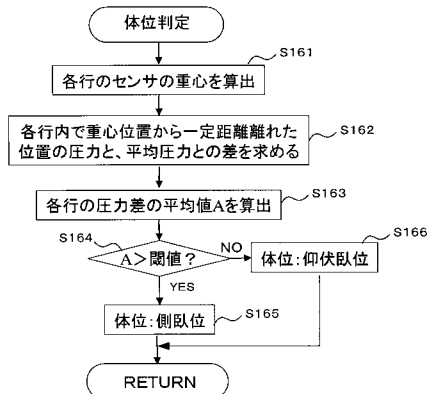 体位判定
S161
各行のセンサの重心を算出
S162
各行内で重心位置から一定距離離れた
位置の圧力と、平均圧力との差を求める
S163
各行の圧力差の平均値Aを算出
S164
A＞閾値？
NO
S166
体位：仰伏臥位
YES
体位：側臥位
S165
RETURN